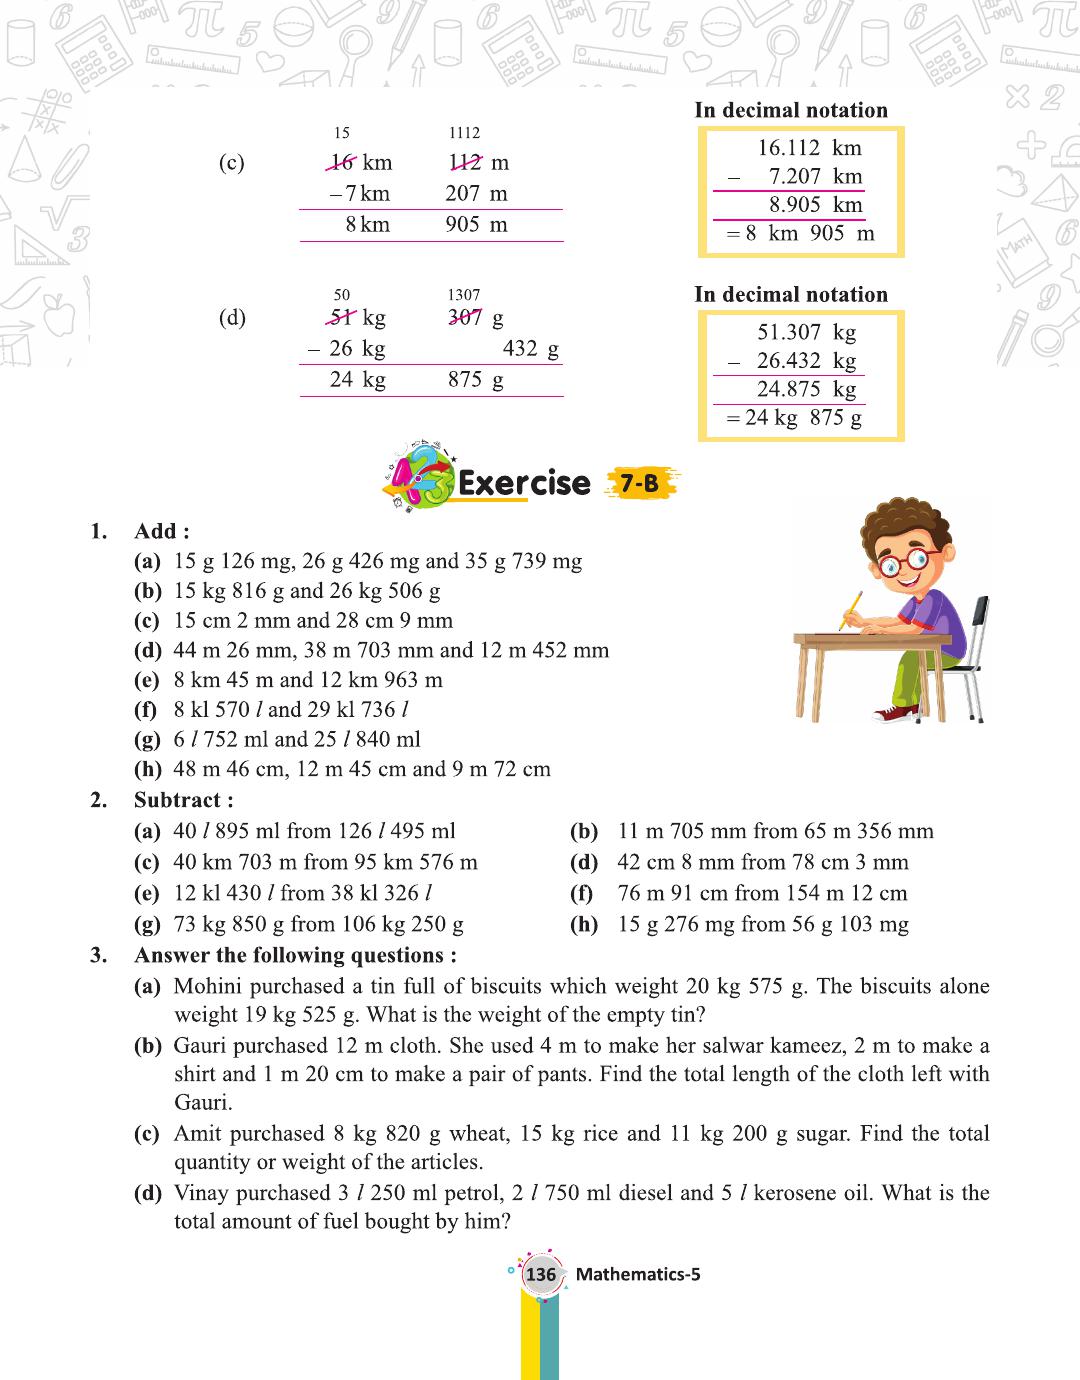 In decimal notation
15 1112
(c) 16 km 112 m
– 7 km 207 m
8 km 905 m
16.112 km
– 7.207 km
8.905 km
= 8 km 905 m
In decimal notation
50 1307
(d) 51 kg 307 g
– 26 kg 432 g
24 kg 875 g
51.307 kg
– 26.432 kg
24.875 kg
= 24 kg 875 g
Exercise 7-B
1. Add :
(a) 15 g 126 mg, 26 g 426 mg and 35 g 739 mg
(b) 15 kg 816 g and 26 kg 506 g
(c) 15 cm 2 mm and 28 cm 9 mm
(d) 44 m 26 mm, 38 m 703 mm and 12 m 452 mm
(e) 8 km 45 m and 12 km 963 m
(f) 8 kl 570 l and 29 kl 736 l
(g) 6 l 752 ml and 25 l 840 ml
(h) 48 m 46 cm, 12 m 45 cm and 9 m 72 cm
2. Subtract :
(a) 40 l 895 ml from 126 l 495 ml
(b) 11 m 705 mm from 65 m 356 mm
(c) 40 km 703 m from 95 km 576 m
(d) 42 cm 8 mm from 78 cm 3 mm
(e) 12 kl 430 l from 38 kl 326 l
(f) 76 m 91 cm from 154 m 12 cm
(g) 73 kg 850 g from 106 kg 250 g
(h) 15 g 276 mg from 56 g 103 mg
3. Answer the following questions :
(a) Mohini purchased a tin full of biscuits which weight 20 kg 575 g. The biscuits alone
weight 19 kg 525 g. What is the weight of the empty tin?
(b) Gauri purchased 12 m cloth. She used 4 m to make her salwar kameez, 2 m to make a
shirt and 1 m 20 cm to make a pair of pants. Find the total length of the cloth left with
Gauri.
(c) Amit purchased 8 kg 820 g wheat, 15 kg rice and 11 kg 200 g sugar. Find the total
quantity or weight of the articles.
(d) Vinay purchased 3 l 250 ml petrol, 2 l 750 ml diesel and 5 l kerosene oil. What is the
total amount of fuel bought by him?
136 Mathematics-5